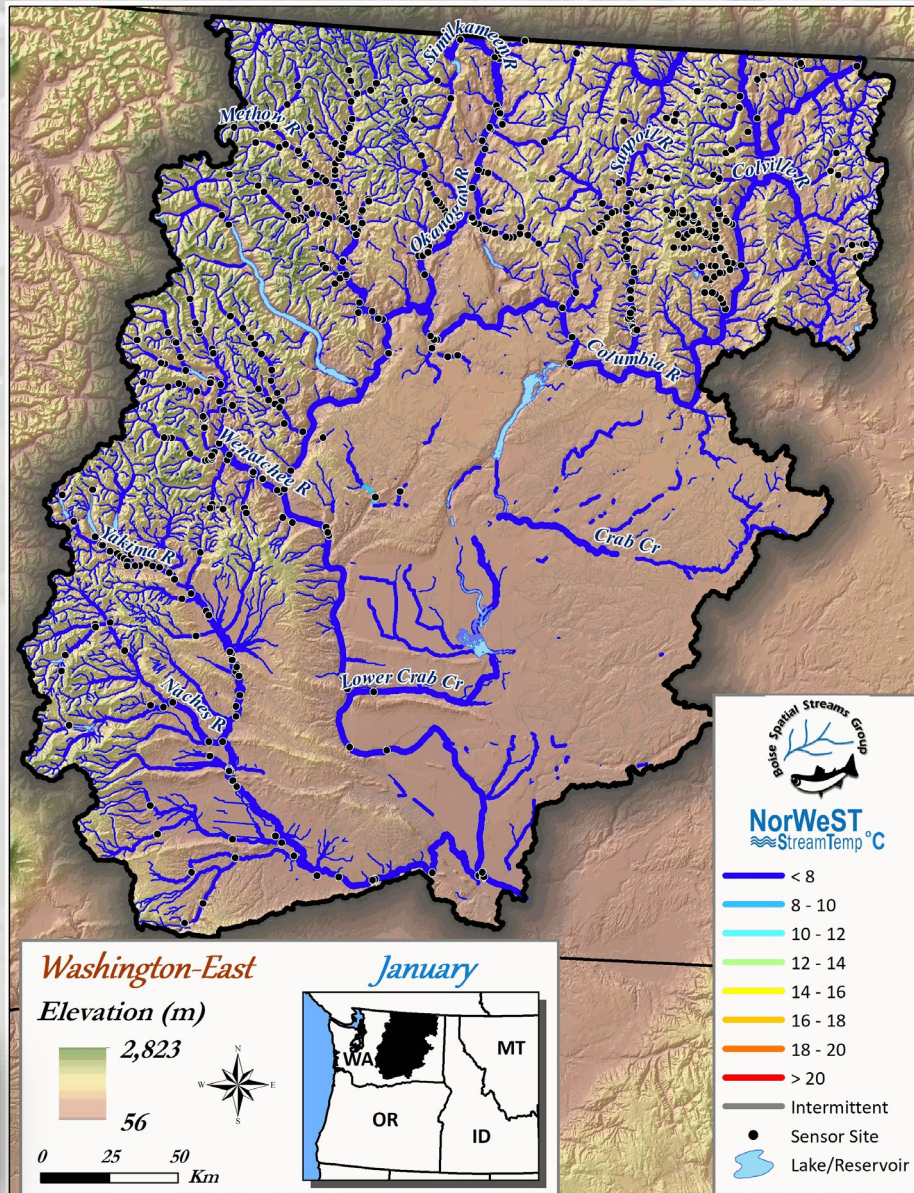 Similkameen R
Methow R
Sanpoil R
Colville R
Okanogan R
Columbia R
Wenatchee R
Crab Cr
Yakima R
Lower Crab Cr
Naches R
Boise Spatial Streams Group
NorWeST
StreamTemp °C
< 8
8 - 10
10 - 12
12 - 14
14 - 16
16 - 18
18 - 20
> 20
Intermittent
Sensor Site
Lake/Reservoir
Washington-East
January
Elevation (m)
2,823
56
N
W E
S
0 25 50
Km
WA
MT
OR
ID